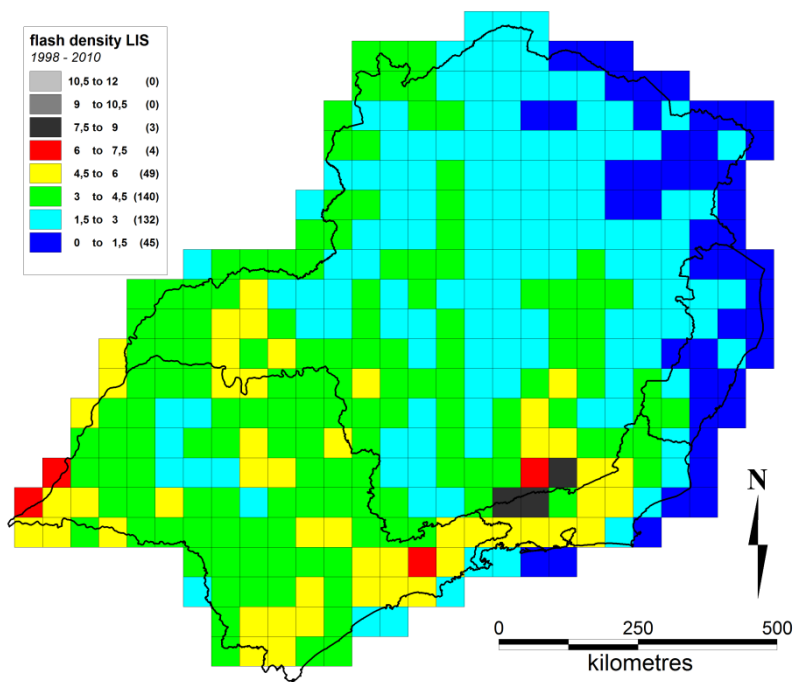 flash density LIS
1998 - 2010
10,5 to 12 (0)
9 to 10,5 (0)
7,5 to 9 (3)
6 to 7,5 (4)
4,5 to 6 (49)
3 to 4,5 (140)
1,5 to 3 (132)
0 to 1,5 (45)
N
0 250 500
kilometres